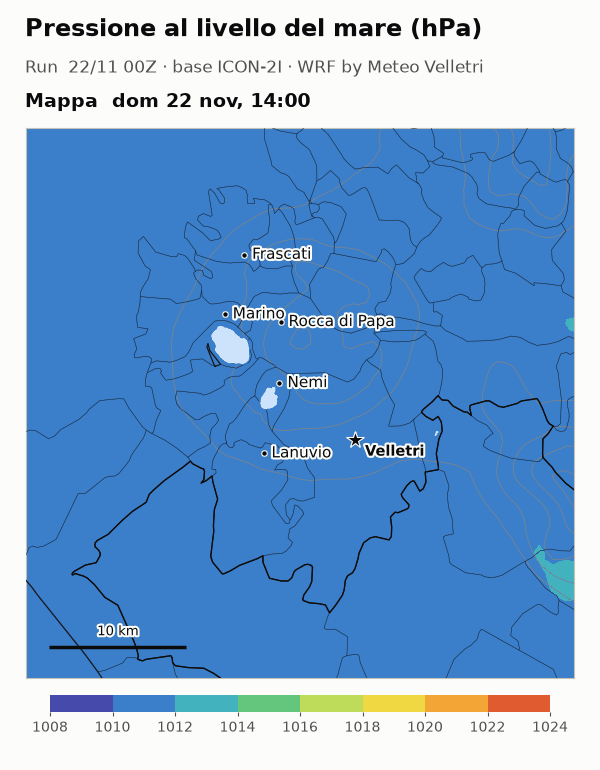 Pressione al livello del mare (hPa)
Run  22/11 00Z · base ICON-2I · WRF by Meteo Velletri
Mappa  dom 22 nov, 14:00
Frascati
Marino
Rocca di Papa
Nemi
Lanuvio
Velletri
10 km
1008 1010 1012 1014 1016 1018 1020 1022 1024